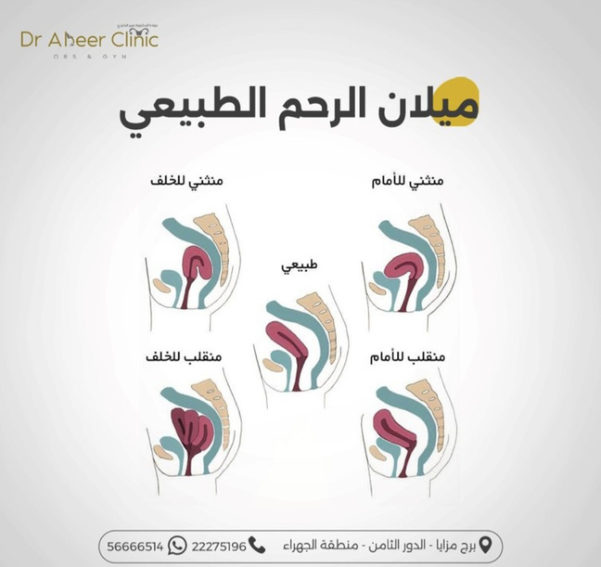 Dr Abeer Clinic
OBS & GYN
ميلان الرحم الطبيعي
منثني للأمام
منثني للخلف
طبيعي
منقلب للأمام
منقلب للخلف
برج مزايا - الدور الثامن - منطقة الجهراء 22275196 56666514